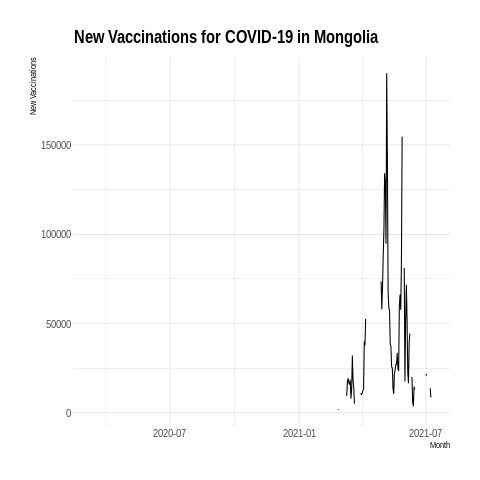 New Vaccinations for COVID-19 in Mongolia
New Vaccinations
150000
100000
50000
0
2020-07
2021-01
2021-07
Month